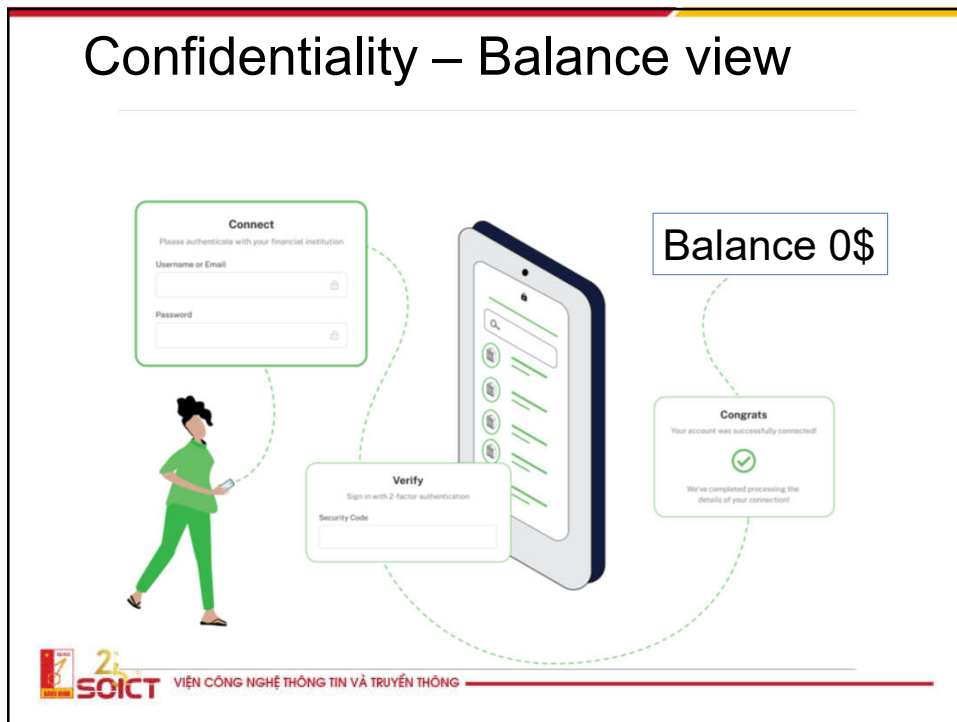 Confidentiality – Balance view
Connect
Please authenticate with your financial institution
Username or Email
Password
Balance 0$
Verify
Sign in with 2-factor authentication
Security Code
Congrats
Your account was successfully connected!
We've completed processing the
details of your connection!
SOICT
VIỆN CÔNG NGHỆ THÔNG TIN VÀ TRUYỀN THÔNG